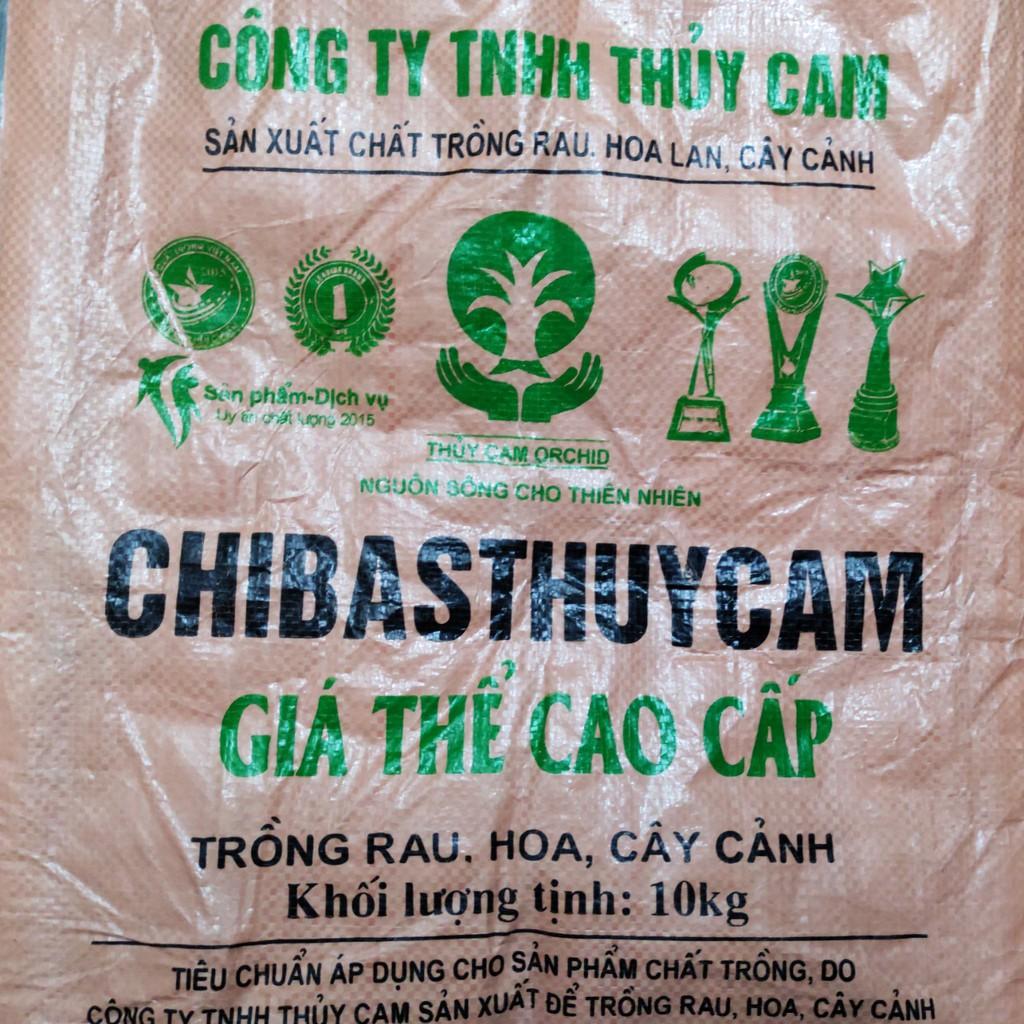 CÔNG TY TNHH THỦY CAM
SẢN XUẤT CHẤT TRỒNG RAU. HOA LAN, CÂY CẢNH
2015
1
Sản phẩm-Dịch vụ
Uy tín chất lượng 2015
THỦY CAM ORCHID
NGUỒN SỐNG CHO THIÊN NHIÊN
CHIBASTHUYCAM
GIÁ THỂ CAO CẤP
TRỒNG RAU. HOA, CÂY CẢNH
Khối lượng tịnh: 10kg
TIÊU CHUẨN ÁP DỤNG CHO SẢN PHẨM CHẤT TRỒNG, DO
CÔNG TY TNHH THỦY CAM SẢN XUẤT ĐỂ TRỒNG RAU, HOA, CÂY CẢNH